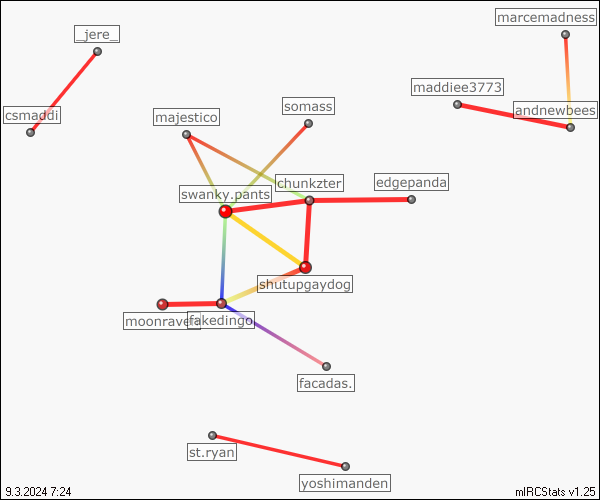 marcemadness
_jere_
maddiee3773
somass
andnewbees
csmaddi
majestico
chunkzter
edgepanda
swanky.pants
shutupgaydog
fakedingo
facadas.
st.ryan
yoshimanden
9.3.2024 7:24
mIRCStats v1.25